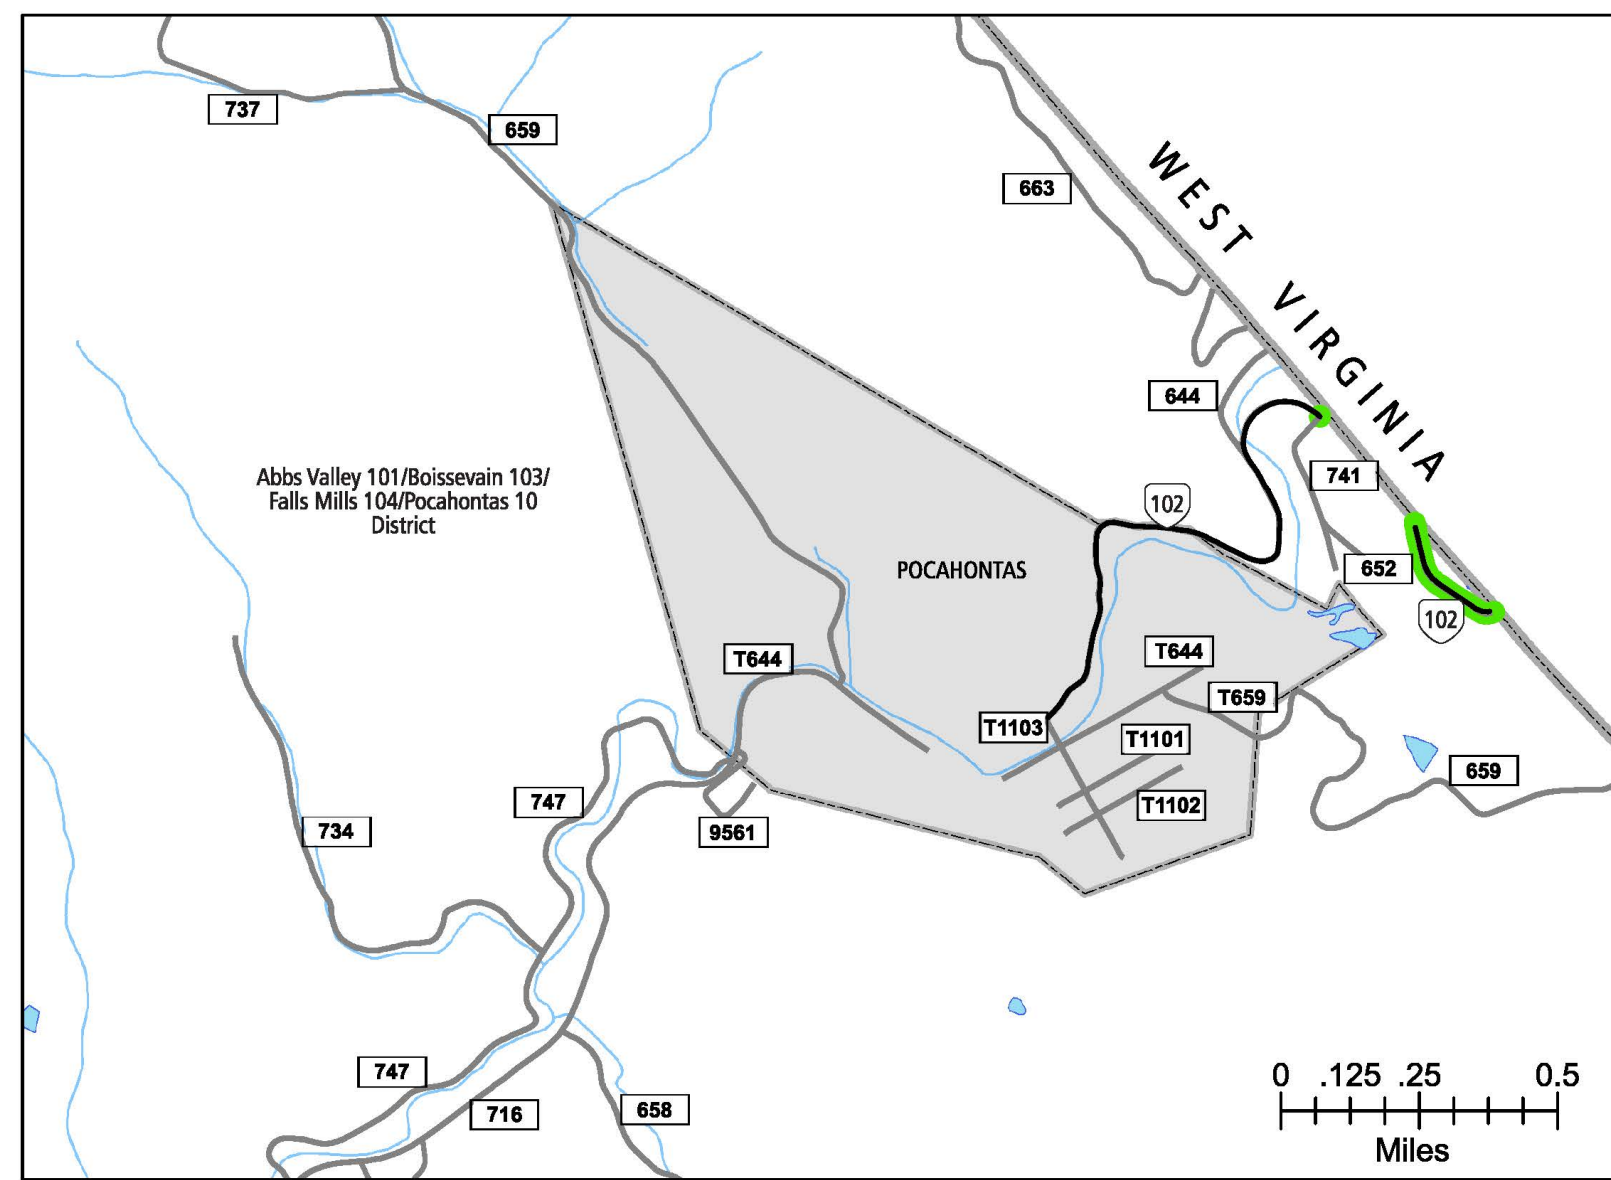 737
659
663
WEST VIRGINIA
644
741
Abbs Valley 101/Boissevain 103/
Falls Mills 104/Pocahontas 10
District
102
POCAHONTAS
652
102
T644
T644
T659
T1103
T1101
659
747
T1102
734
9561
747
716
658
0 .125 .25 0.5
Miles